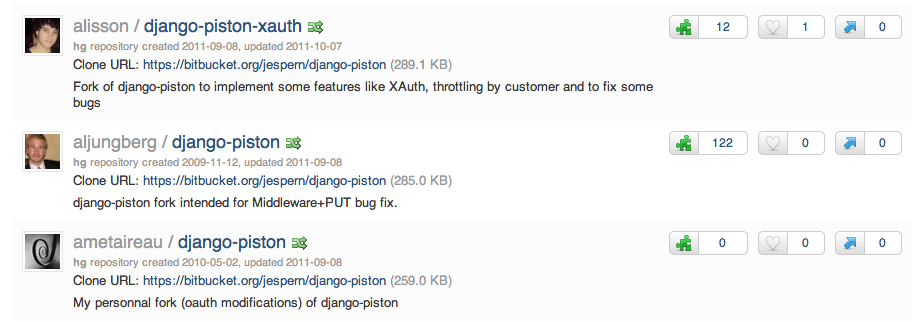 alisson / django-piston-xauth 12 1 0
hg repository created 2011-09-08, updated 2011-10-07
Clone URL: https://bitbucket.org/jespern/django-piston (289.1 KB)
Fork of django-piston to implement some features like XAuth, throttling by customer and to fix some
bugs
aljungberg / django-piston 122 0 0
hg repository created 2009-11-12, updated 2011-09-08
Clone URL: https://bitbucket.org/jespern/django-piston (285.0 KB)
django-piston fork intended for Middleware+PUT bug fix.
ametaireau / django-piston 0 0 0
hg repository created 2010-05-02, updated 2011-09-08
Clone URL: https://bitbucket.org/jespern/django-piston (259.0 KB)
My personnal fork (oauth modifications) of django-piston